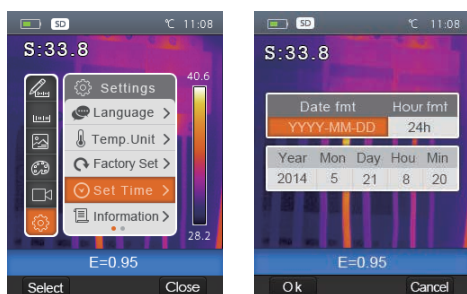 SD ℃ 11:08
S:33.8
40.6
Settings
Language >
Temp.Unit >
Factory Set >
Set Time >
Information >
28.2
E=0.95
Select Close
SD ℃ 11:08
S:33.8
Date fmt Hour fmt
YYYY-MM-DD 24h
Year Mon Day Hou Min
2014 5 21 8 20
E=0.95
Ok Cancel